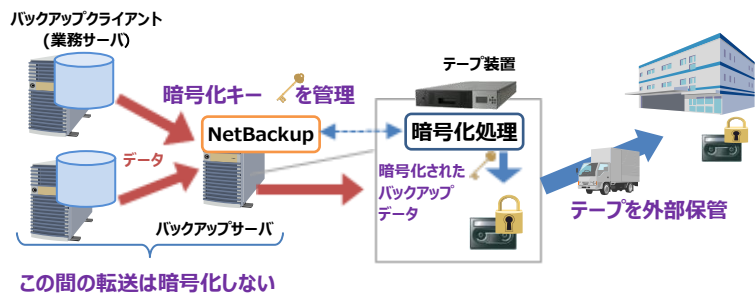 バックアップクライアント
(業務サーバ)
暗号化キー を管理
NetBackup
データ
バックアップサーバ
この間の転送は暗号化しない
テープ装置
暗号化処理
暗号化された
バックアップ
データ
テープを外部保管